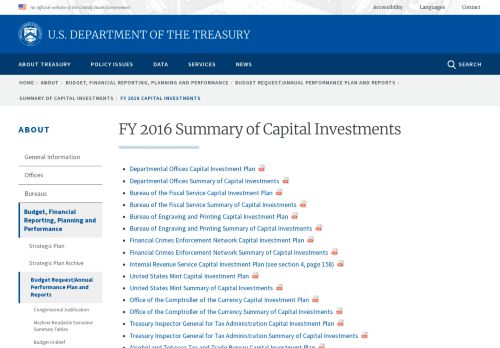 An official website of the United States Government
Accessibility Languages Contact
U.S. DEPARTMENT OF THE TREASURY
ABOUT TREASURY POLICY ISSUES DATA SERVICES NEWS SEARCH
HOME › ABOUT › BUDGET, FINANCIAL REPORTING, PLANNING AND PERFORMANCE › BUDGET REQUEST/ANNUAL PERFORMANCE PLAN AND REPORTS ›
SUMMARY OF CAPITAL INVESTMENTS › FY 2016 CAPITAL INVESTMENTS
ABOUT
General Information
Offices
Bureaus
Budget, Financial
Reporting, Planning and
Performance
Strategic Plan
Strategic Plan Archive
Budget Request/Annual
Performance Plan and
Reports
Congressional Justification
Machine Readable Executive
Summary Tables
Budget-in-Brief
FY 2016 Summary of Capital Investments
Departmental Offices Capital Investment Plan
Departmental Offices Summary of Capital Investments
Bureau of the Fiscal Service Capital Investment Plan
Bureau of the Fiscal Service Summary of Capital Investments
Bureau of Engraving and Printing Capital Investment Plan
Bureau of Engraving and Printing Summary of Capital Investments
Financial Crimes Enforcement Network Capital Investment Plan
Financial Crimes Enforcement Network Summary of Capital Investments
Internal Revenue Service Capital Investment Plan (see section 4, page 158)
United States Mint Capital Investment Plan
United States Mint Summary of Capital Investments
Office of the Comptroller of the Currency Capital Investment Plan
Office of the Comptroller of the Currency Summary of Capital Investments
Treasury Inspector General for Tax Administration Capital Investment Plan
Treasury Inspector General for Tax Administration Summary of Capital Investments
Alcohol and Tobacco Tax and Trade Bureau Capital Investment Plan